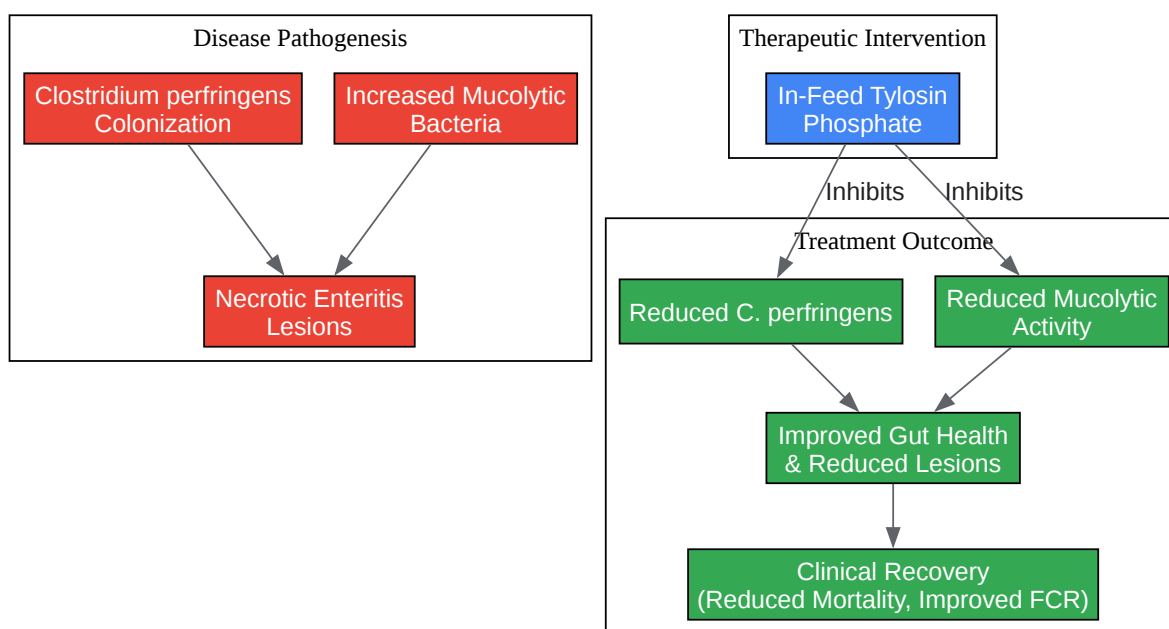 Disease Pathogenesis
Clostridium perfringens
Colonization
Increased Mucolytic
Bacteria
Necrotic Enteritis
Lesions
Therapeutic Intervention
In-Feed Tylosin
Phosphate
Inhibits
Inhibits
Treatment Outcome
Reduced C. perfringens
Reduced Mucolytic
Activity
Improved Gut Health
& Reduced Lesions
Clinical Recovery
(Reduced Mortality, Improved FCR)